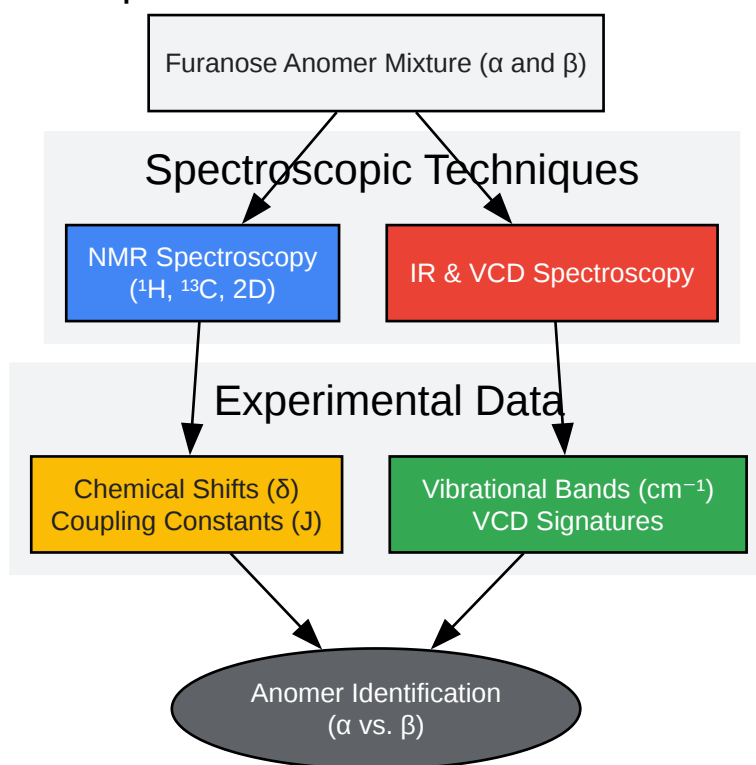 Furanose Anomer Mixture (α and β)
Spectroscopic Techniques
NMR Spectroscopy
(¹H, ¹³C, 2D)
IR & VCD Spectroscopy
Experimental Data
Chemical Shifts (δ)
Coupling Constants (J)
Vibrational Bands (cm⁻¹)
VCD Signatures
Anomer Identification
(α vs. β)